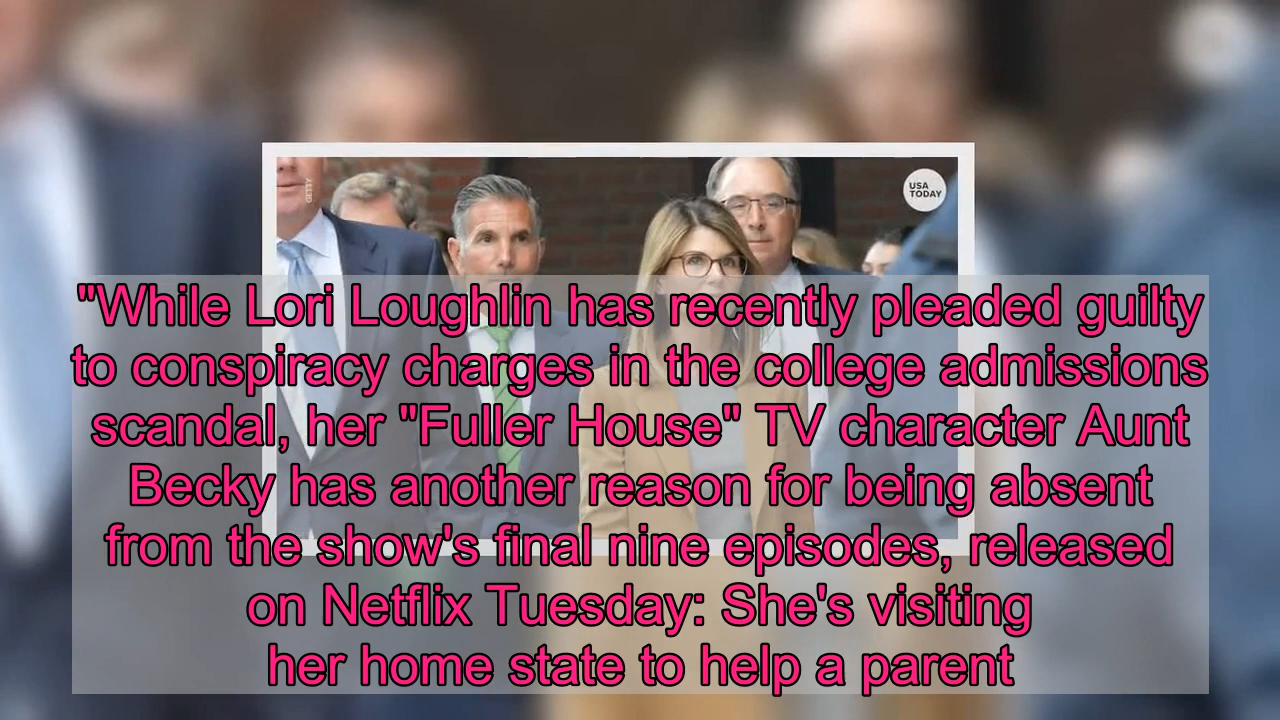 GETTY
USA
TODAY
"While Lori Loughlin has recently pleaded guilty
to conspiracy charges in the college admissions
scandal, her "Fuller House" TV character Aunt
Becky has another reason for being absent
from the show's final nine episodes, released
on Netflix Tuesday: She's visiting
her home state to help a parent